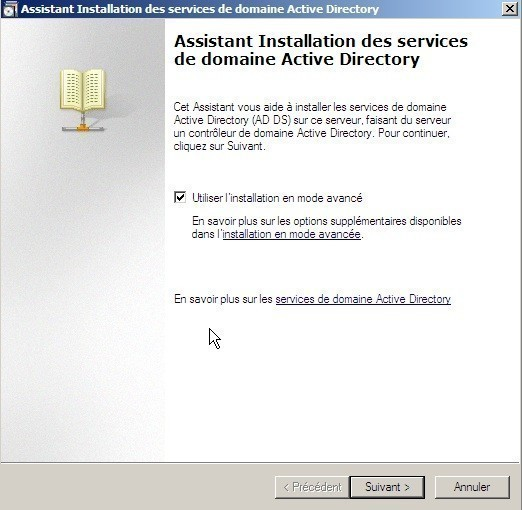 Assistant Installation des services de domaine Active Directory
Assistant Installation des services
de domaine Active Directory
Cet Assistant vous aide à installer les services de domaine
Active Directory (AD DS) sur ce serveur, faisant du serveur
un contrôleur de domaine Active Directory. Pour continuer,
cliquez sur Suivant.
Utiliser l'installation en mode avancé
En savoir plus sur les options supplémentaires disponibles
dans l'installation en mode avancée.
En savoir plus sur les services de domaine Active Directory
< Précédent Suivant > Annuler